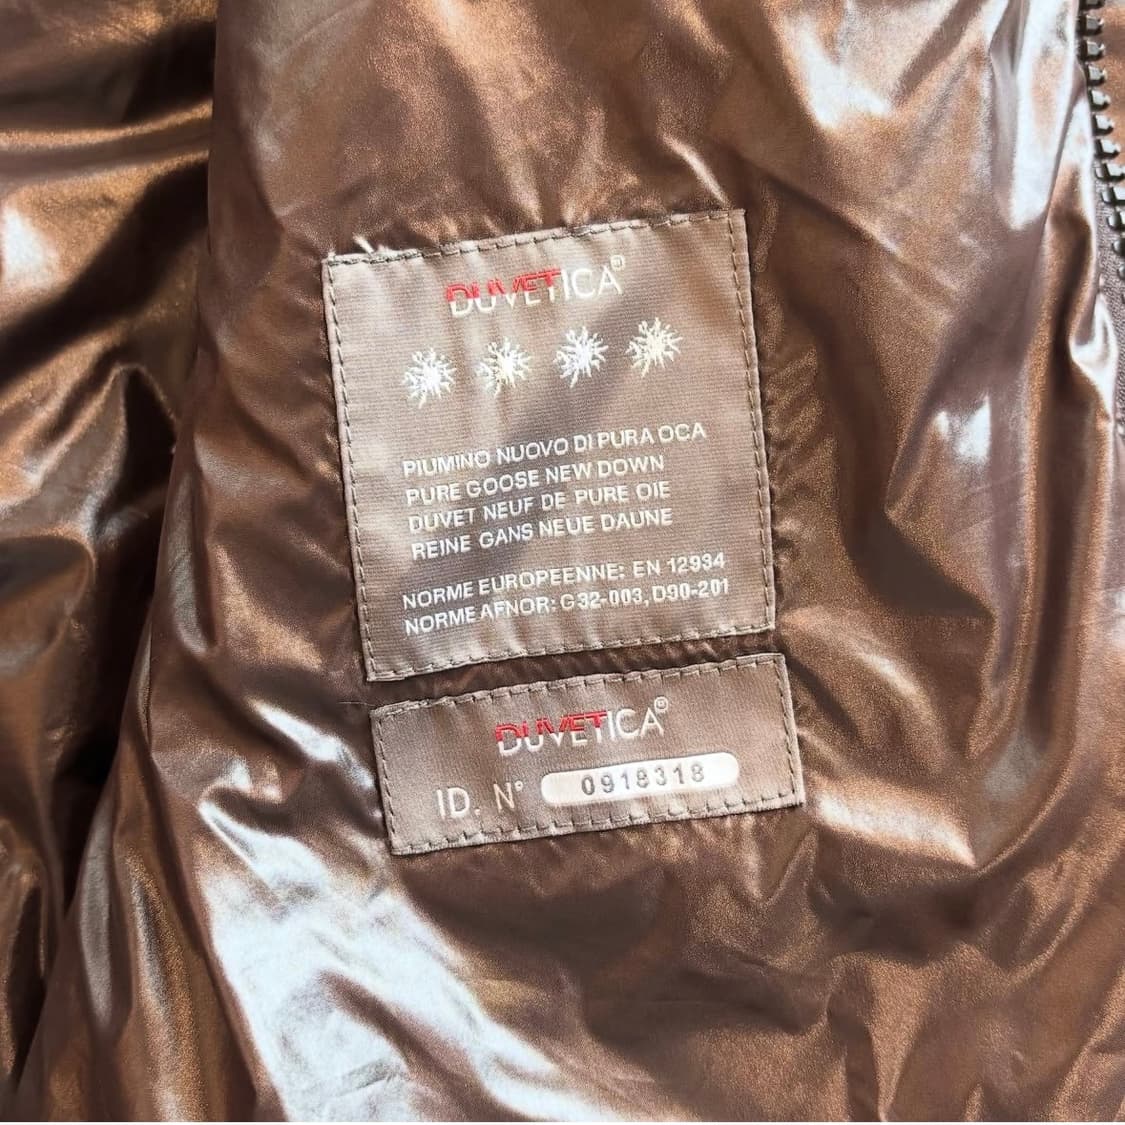 DUVETICA®
PIUMINO NUOVO DI PURA OCA
PURE GOOSE NEW DOWN
DUVET NEUF DE PURE OIE
REINE GANS NEUE DAUNE
NORME EUROPEENNE: EN 12934
NORME AFNOR: G32-003, D90-201
DUVETICA®
ID. N° 0918318